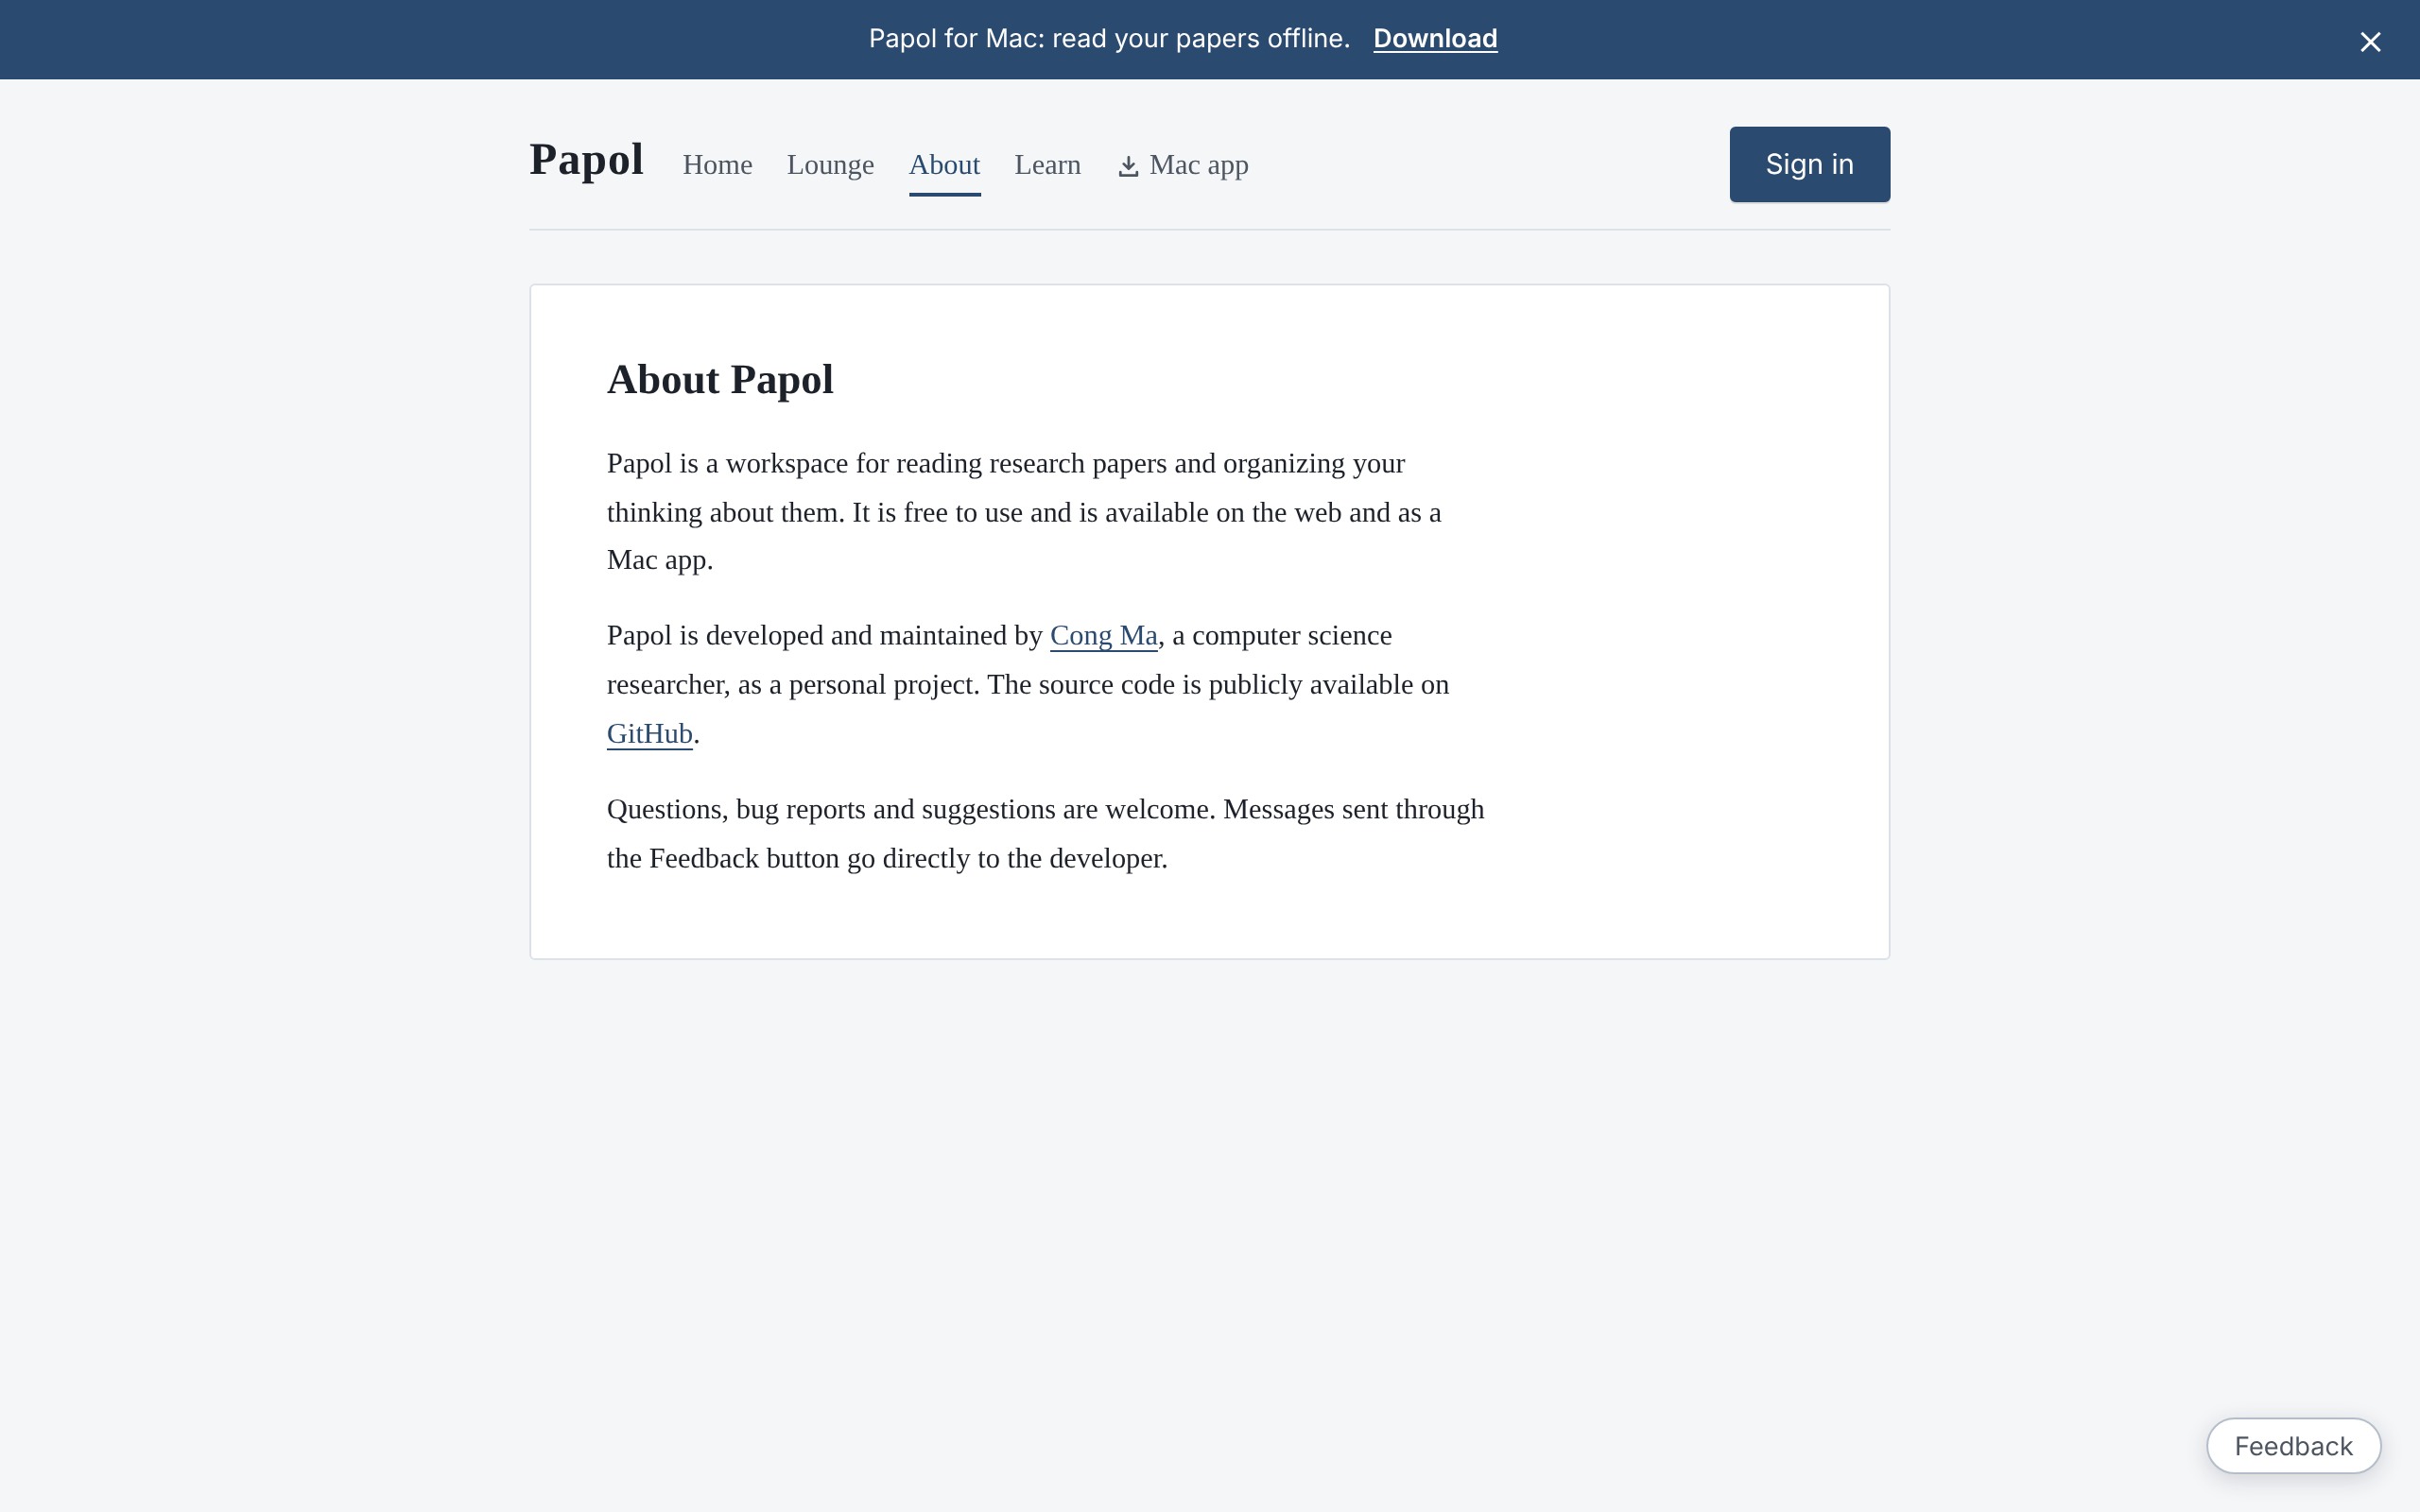 Papol for Mac: read your papers offline. Download
Papol Home Lounge About Learn Mac app Sign in
About Papol
Papol is a workspace for reading research papers and organizing your
thinking about them. It is free to use and is available on the web and as a
Mac app.
Papol is developed and maintained by Cong Ma, a computer science
researcher, as a personal project. The source code is publicly available on
GitHub.
Questions, bug reports and suggestions are welcome. Messages sent through
the Feedback button go directly to the developer.
Feedback